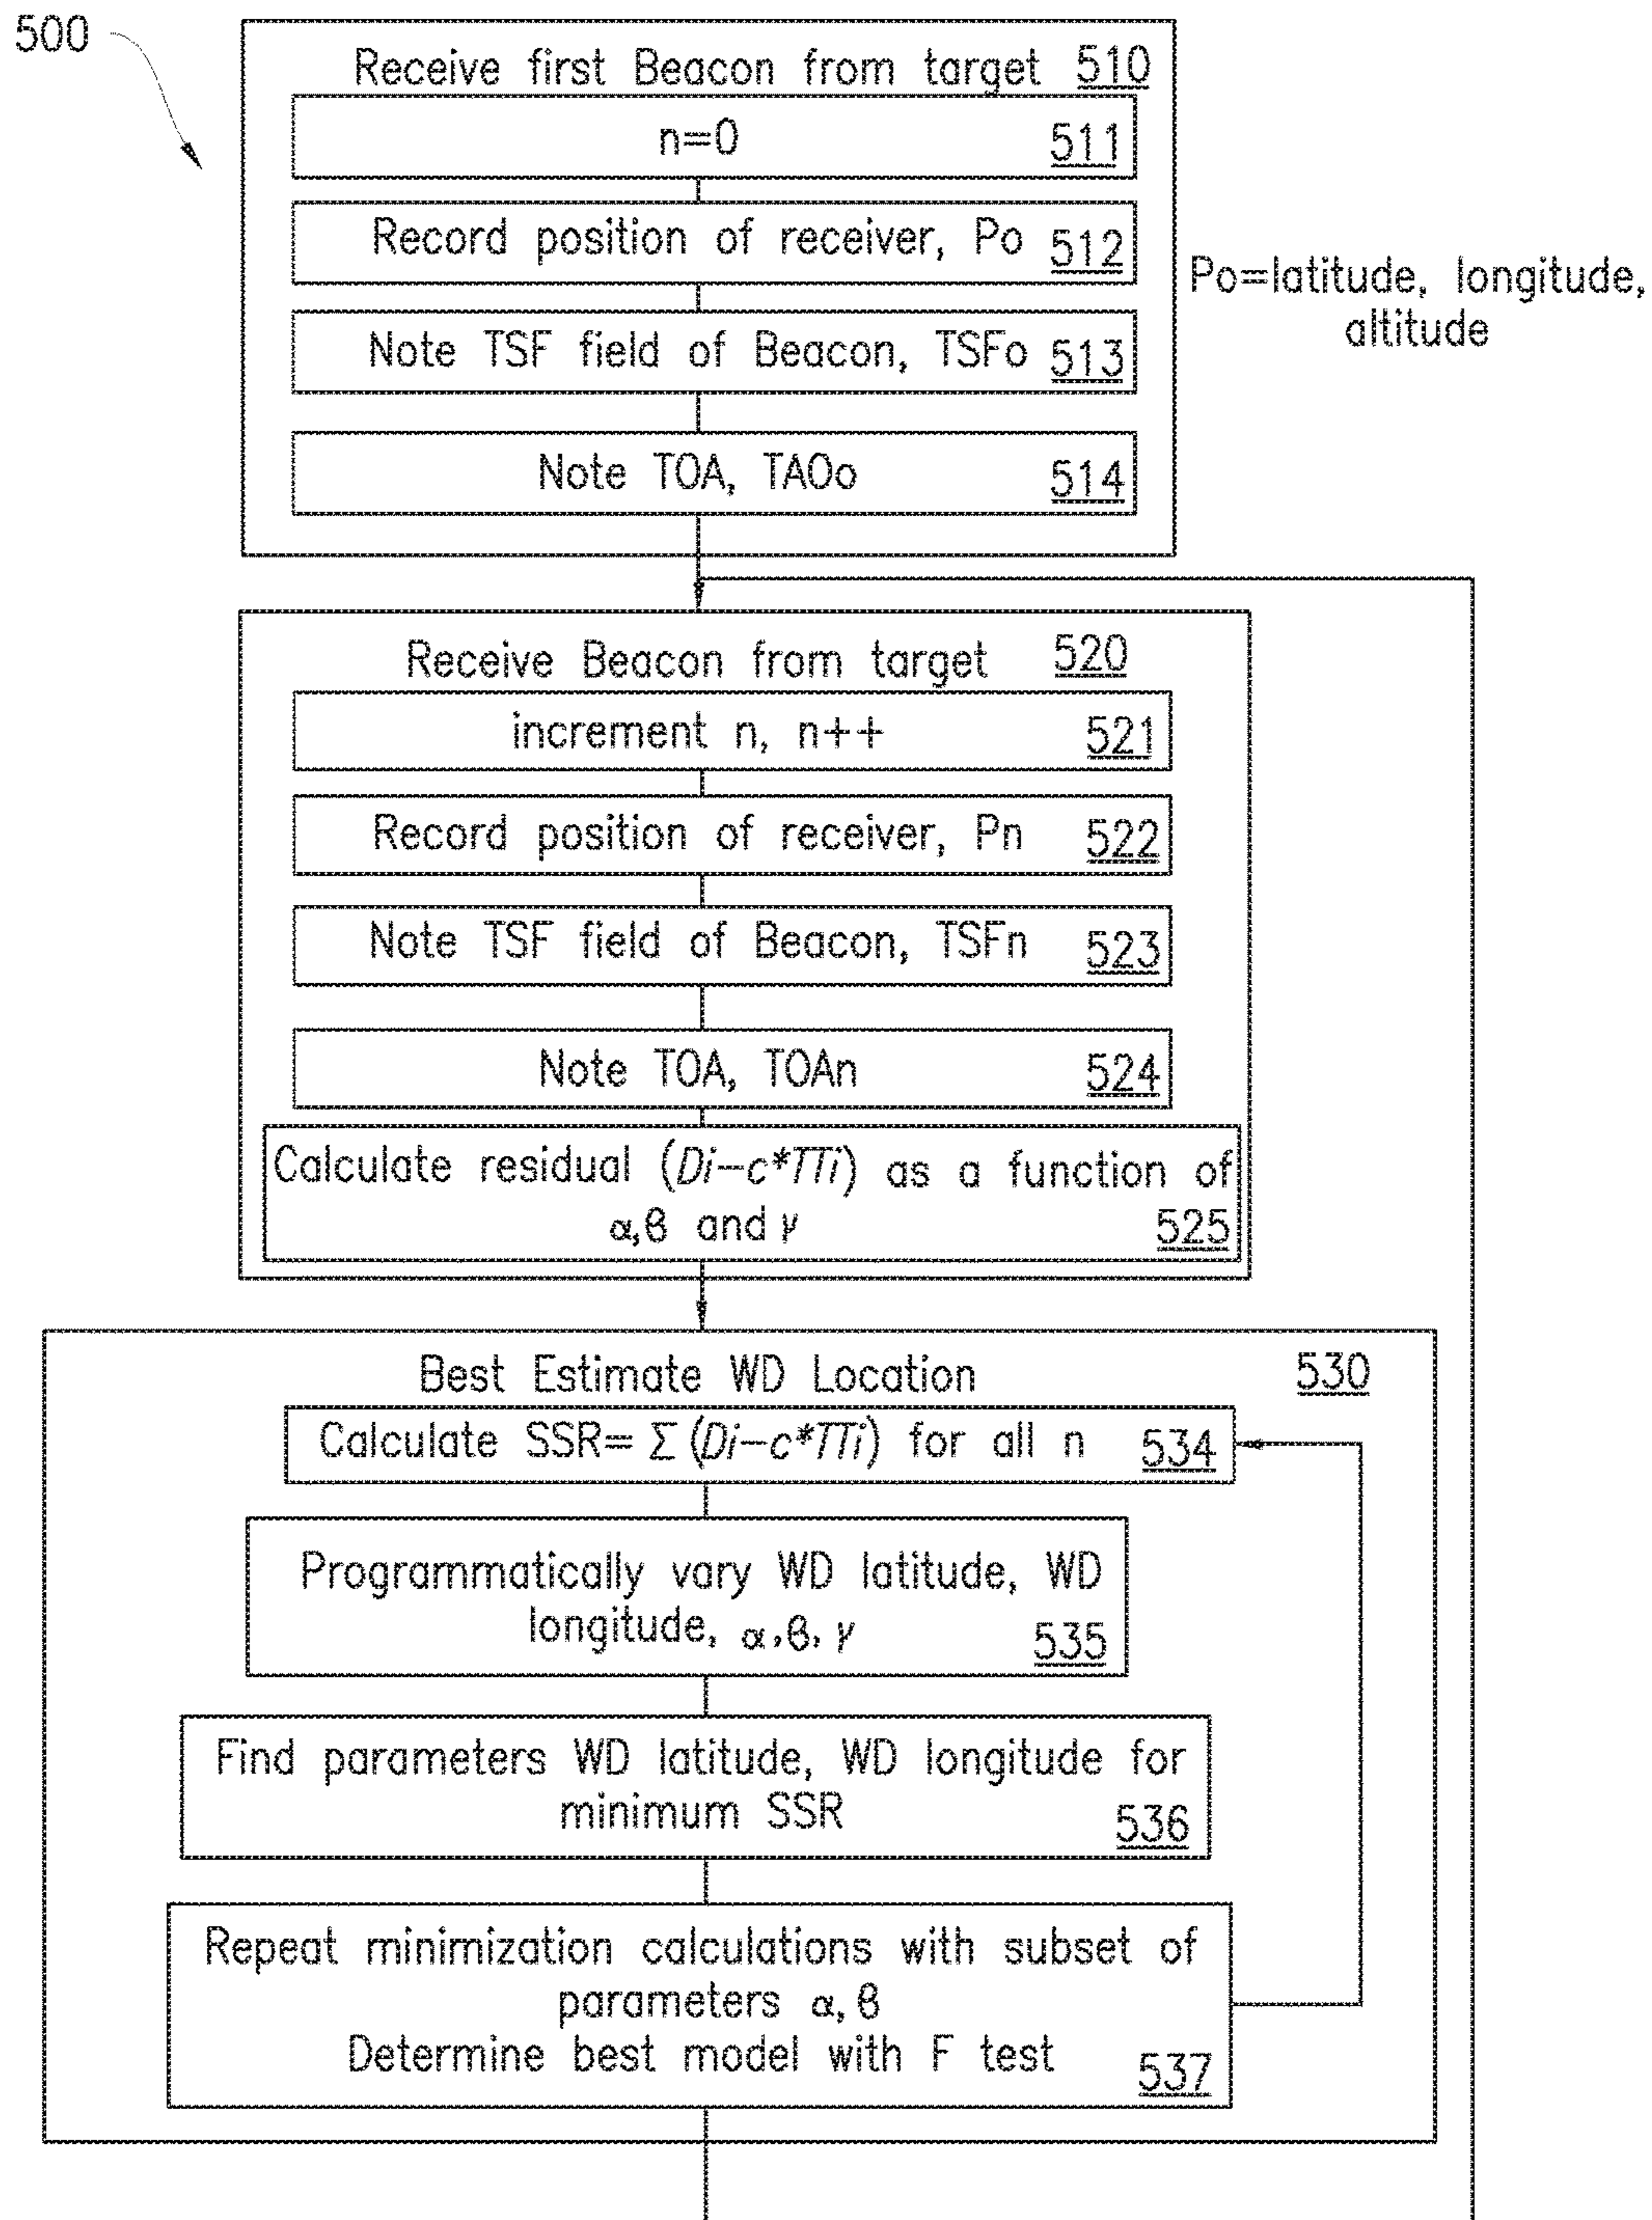 500
Receive first Beacon from target 510
n=0 511
Record position of receiver, Po 512
Po=latitude, longitude,
altitude
Note TSF field of Beacon, TSFo 513
Note TOA, TAOo 514
Receive Beacon from target 520
increment n, n++ 521
Record position of receiver, Pn 522
Note TSF field of Beacon, TSFn 523
Note TOA, TOAn 524
Calculate residual (Di–c*TTi) as a function of
α,β and γ 525
Best Estimate WD Location 530
Calculate SSR= Σ (Di–c*TTi) for all n 534
Programmatically vary WD latitude, WD
longitude, α,β, γ 535
Find parameters WD latitude, WD longitude for
minimum SSR 536
Repeat minimization calculations with subset of
parameters α, β
Determine best model with F test 537